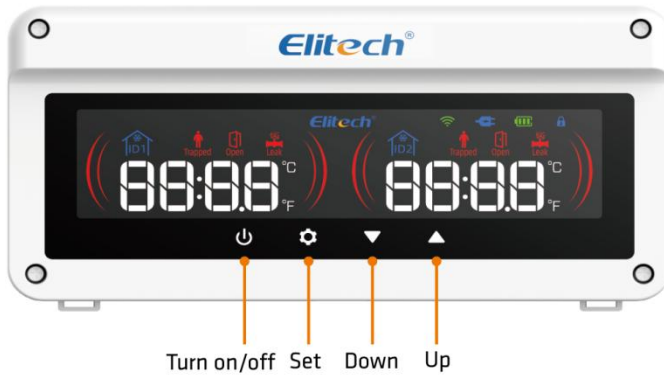 Elitech®
Elitech®
ID1 Trapped Open Leak ID2 Trapped Open Leak
88:8.8 °C 88:8.8 °C
°F °F
Turn on/off Set Down Up